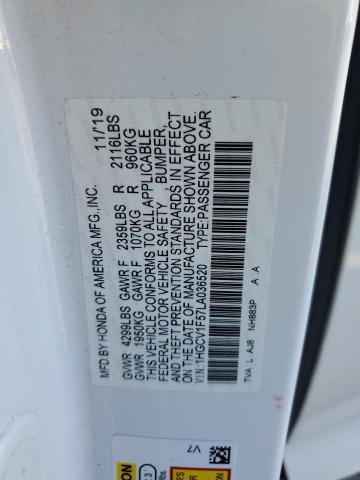 MFD. BY HONDA OF AMERICA MFG.,INC. 11/19
GVWR 4299LBS GAWR F 2359LBS R 2116LBS
GVWR 1950KG GAWR F 1070KG R 960KG
THIS VEHICLE CONFORMS TO ALL APPLICABLE
FEDERAL MOTOR VEHICLE SAFETY, BUMPER,
AND THEFT PREVENTION STANDARDS IN EFFECT
ON THE DATE OF MANUFACTURE SHOWN ABOVE.
V.I.N.:1HGCV1F57LA036520 TYPE:PASSENGER CAR
TVA L AJ8 NH883P A A
V7